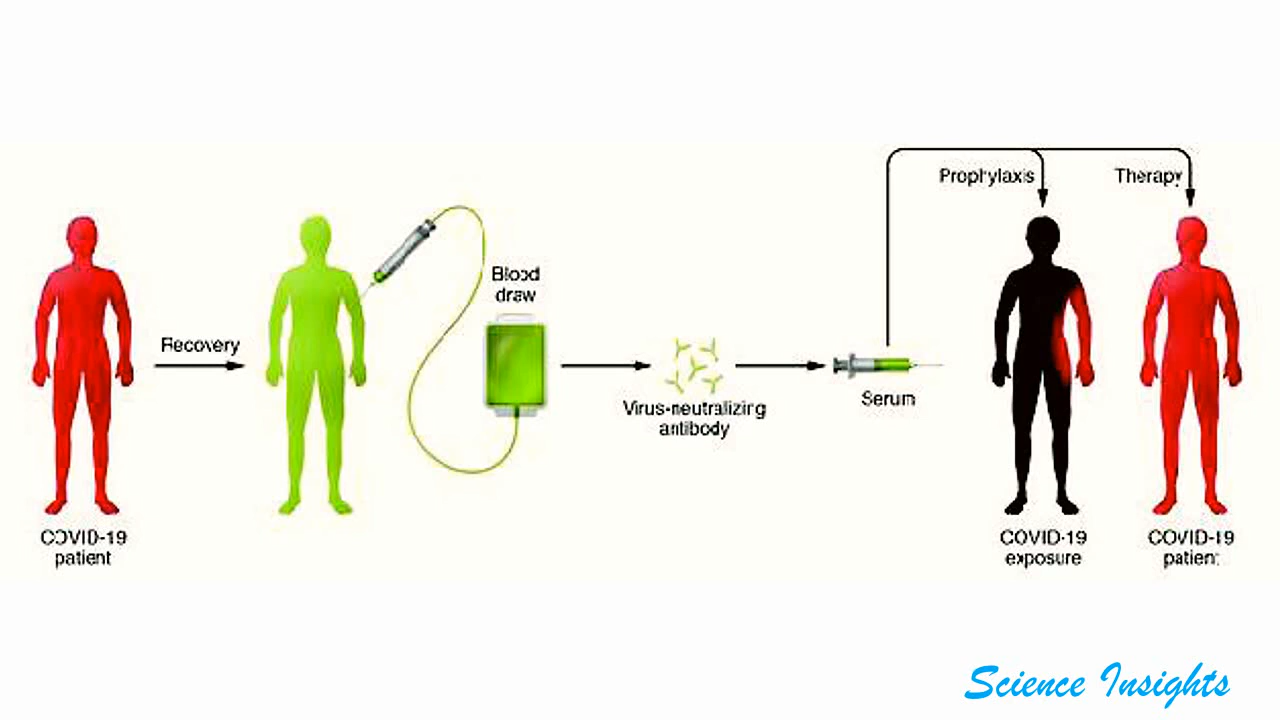 Prophylaxis
Therapy
Blood
draw
Recovery
Virus-neutralizing
antibody
Serum
COVID-19
patient
COVID-19
exposure
COVID-19
patient
Science Insights